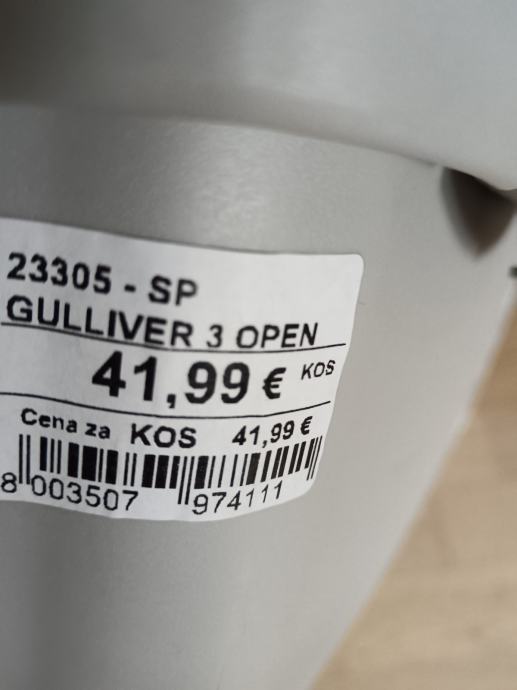 23305 - SP
GULLIVER 3 OPEN
41,99 € KOS
Cena za KOS 41,99 €
8 003507 974111